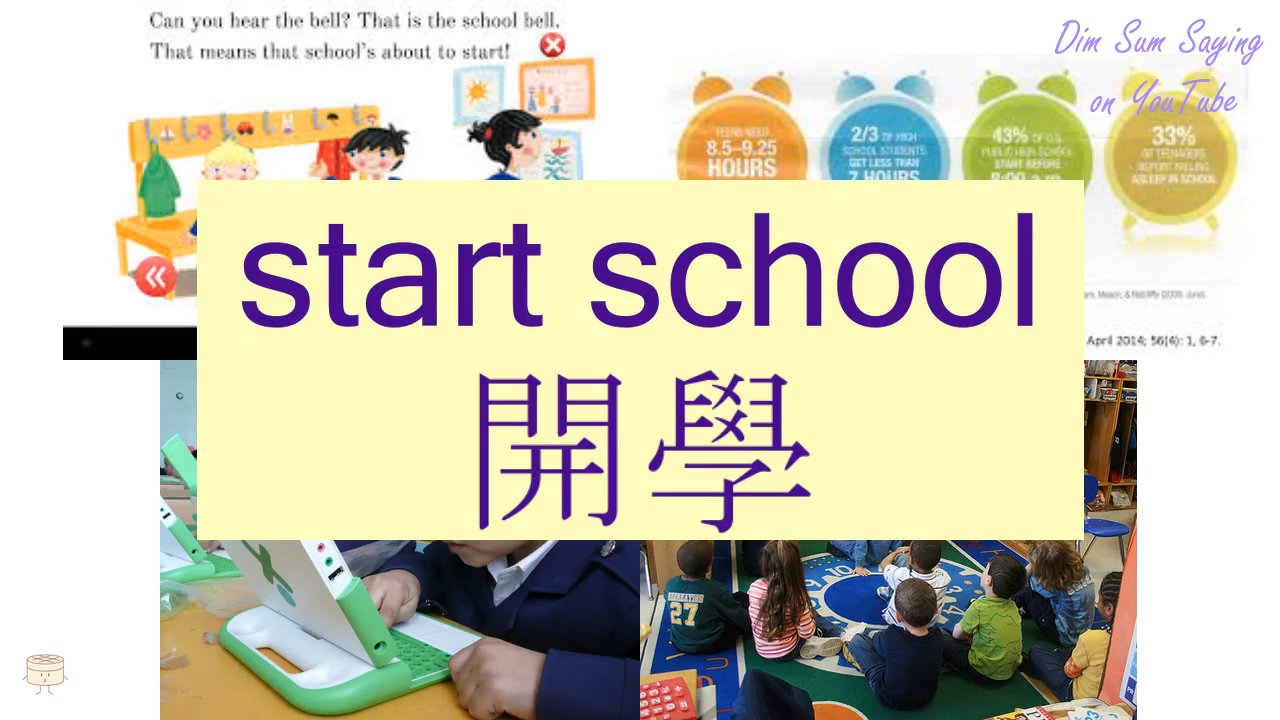 Can you hear the bell? That is the school bell.
That means that school's about to start!
Dim Sum Saying
on YouTube
TEENS NEED
8.5–9.25
HOURS
2/3 OF HIGH
SCHOOL STUDENTS
GET LESS THAN
7 HOURS
43% OF U.S.
PUBLIC HIGH SCHOOLS
START BEFORE
33%
OF TEENAGERS
REPORT FALLING
ASLEEP IN SCHOOL
start school
開學
April 2014; 56(4): 1, 6-7.
27